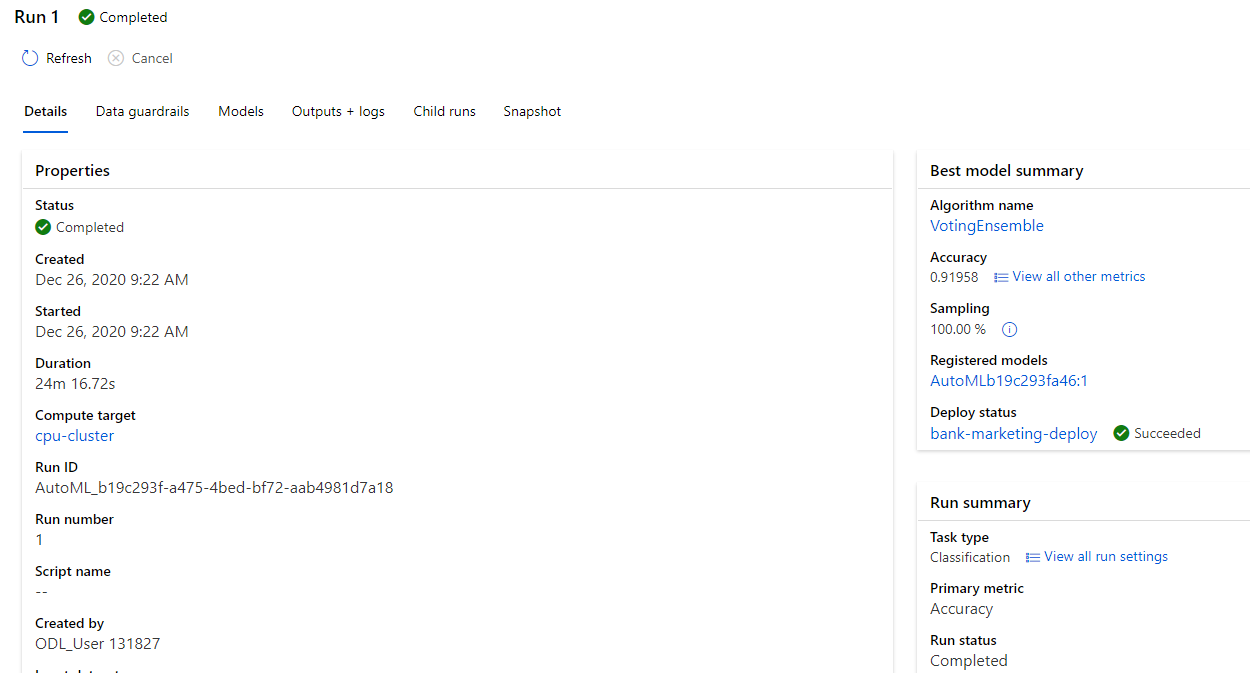 Run 1 Completed
Refresh Cancel
Details Data guardrails Models Outputs + logs Child runs Snapshot
Properties
Status
Completed
Created
Dec 26, 2020 9:22 AM
Started
Dec 26, 2020 9:22 AM
Duration
24m 16.72s
Compute target
cpu-cluster
Run ID
AutoML_b19c293f-a475-4bed-bf72-aab4981d7a18
Run number
1
Script name
--
Created by
ODL_User 131827
Best model summary
Algorithm name
VotingEnsemble
Accuracy
0.91958 View all other metrics
Sampling
100.00 %
Registered models
AutoMLb19c293fa46:1
Deploy status
bank-marketing-deploy Succeeded
Run summary
Task type
Classification View all run settings
Primary metric
Accuracy
Run status
Completed